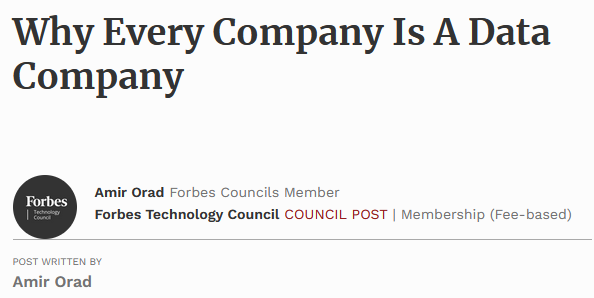 Why Every Company Is A Data
Company
Forbes
Technology
Council
Amir Orad Forbes Councils Member
Forbes Technology Council COUNCIL POST | Membership (Fee-based)
POST WRITTEN BY
Amir Orad